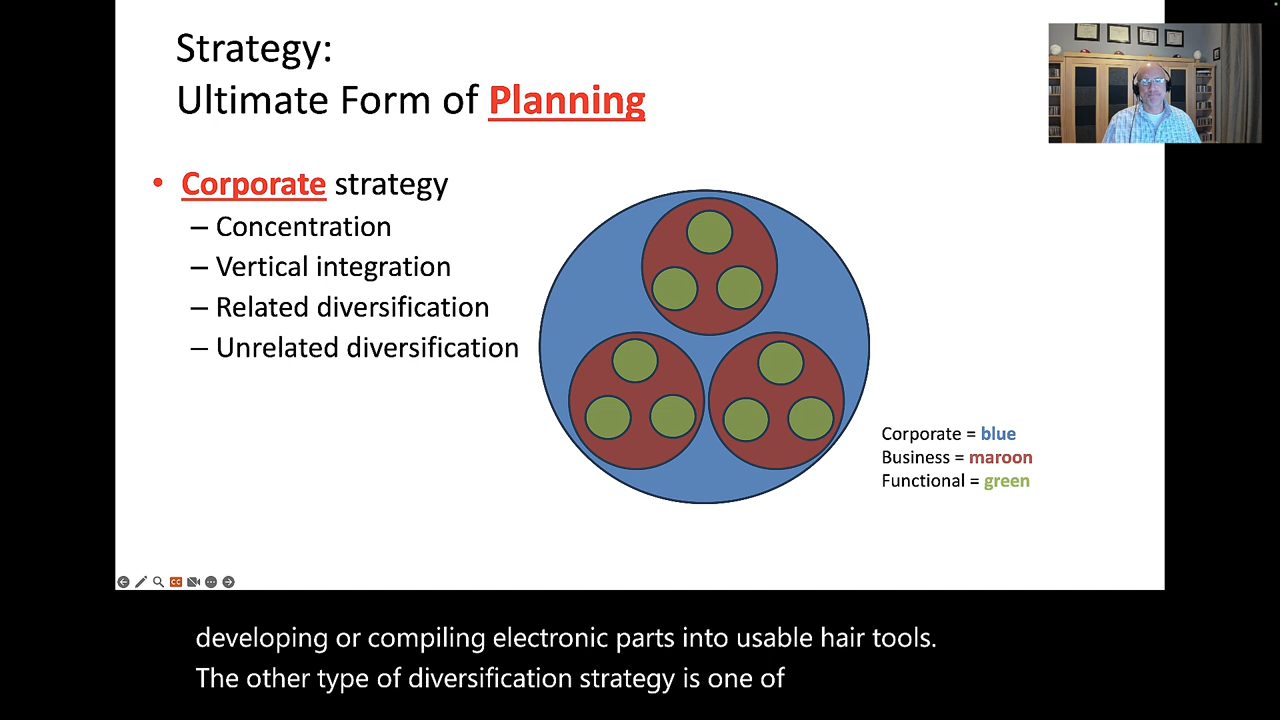 Strategy:
Ultimate Form of Planning
• Corporate strategy
– Concentration
– Vertical integration
– Related diversification
– Unrelated diversification
Corporate = blue
Business = maroon
Functional = green
CC
developing or compiling electronic parts into usable hair tools.
The other type of diversification strategy is one of